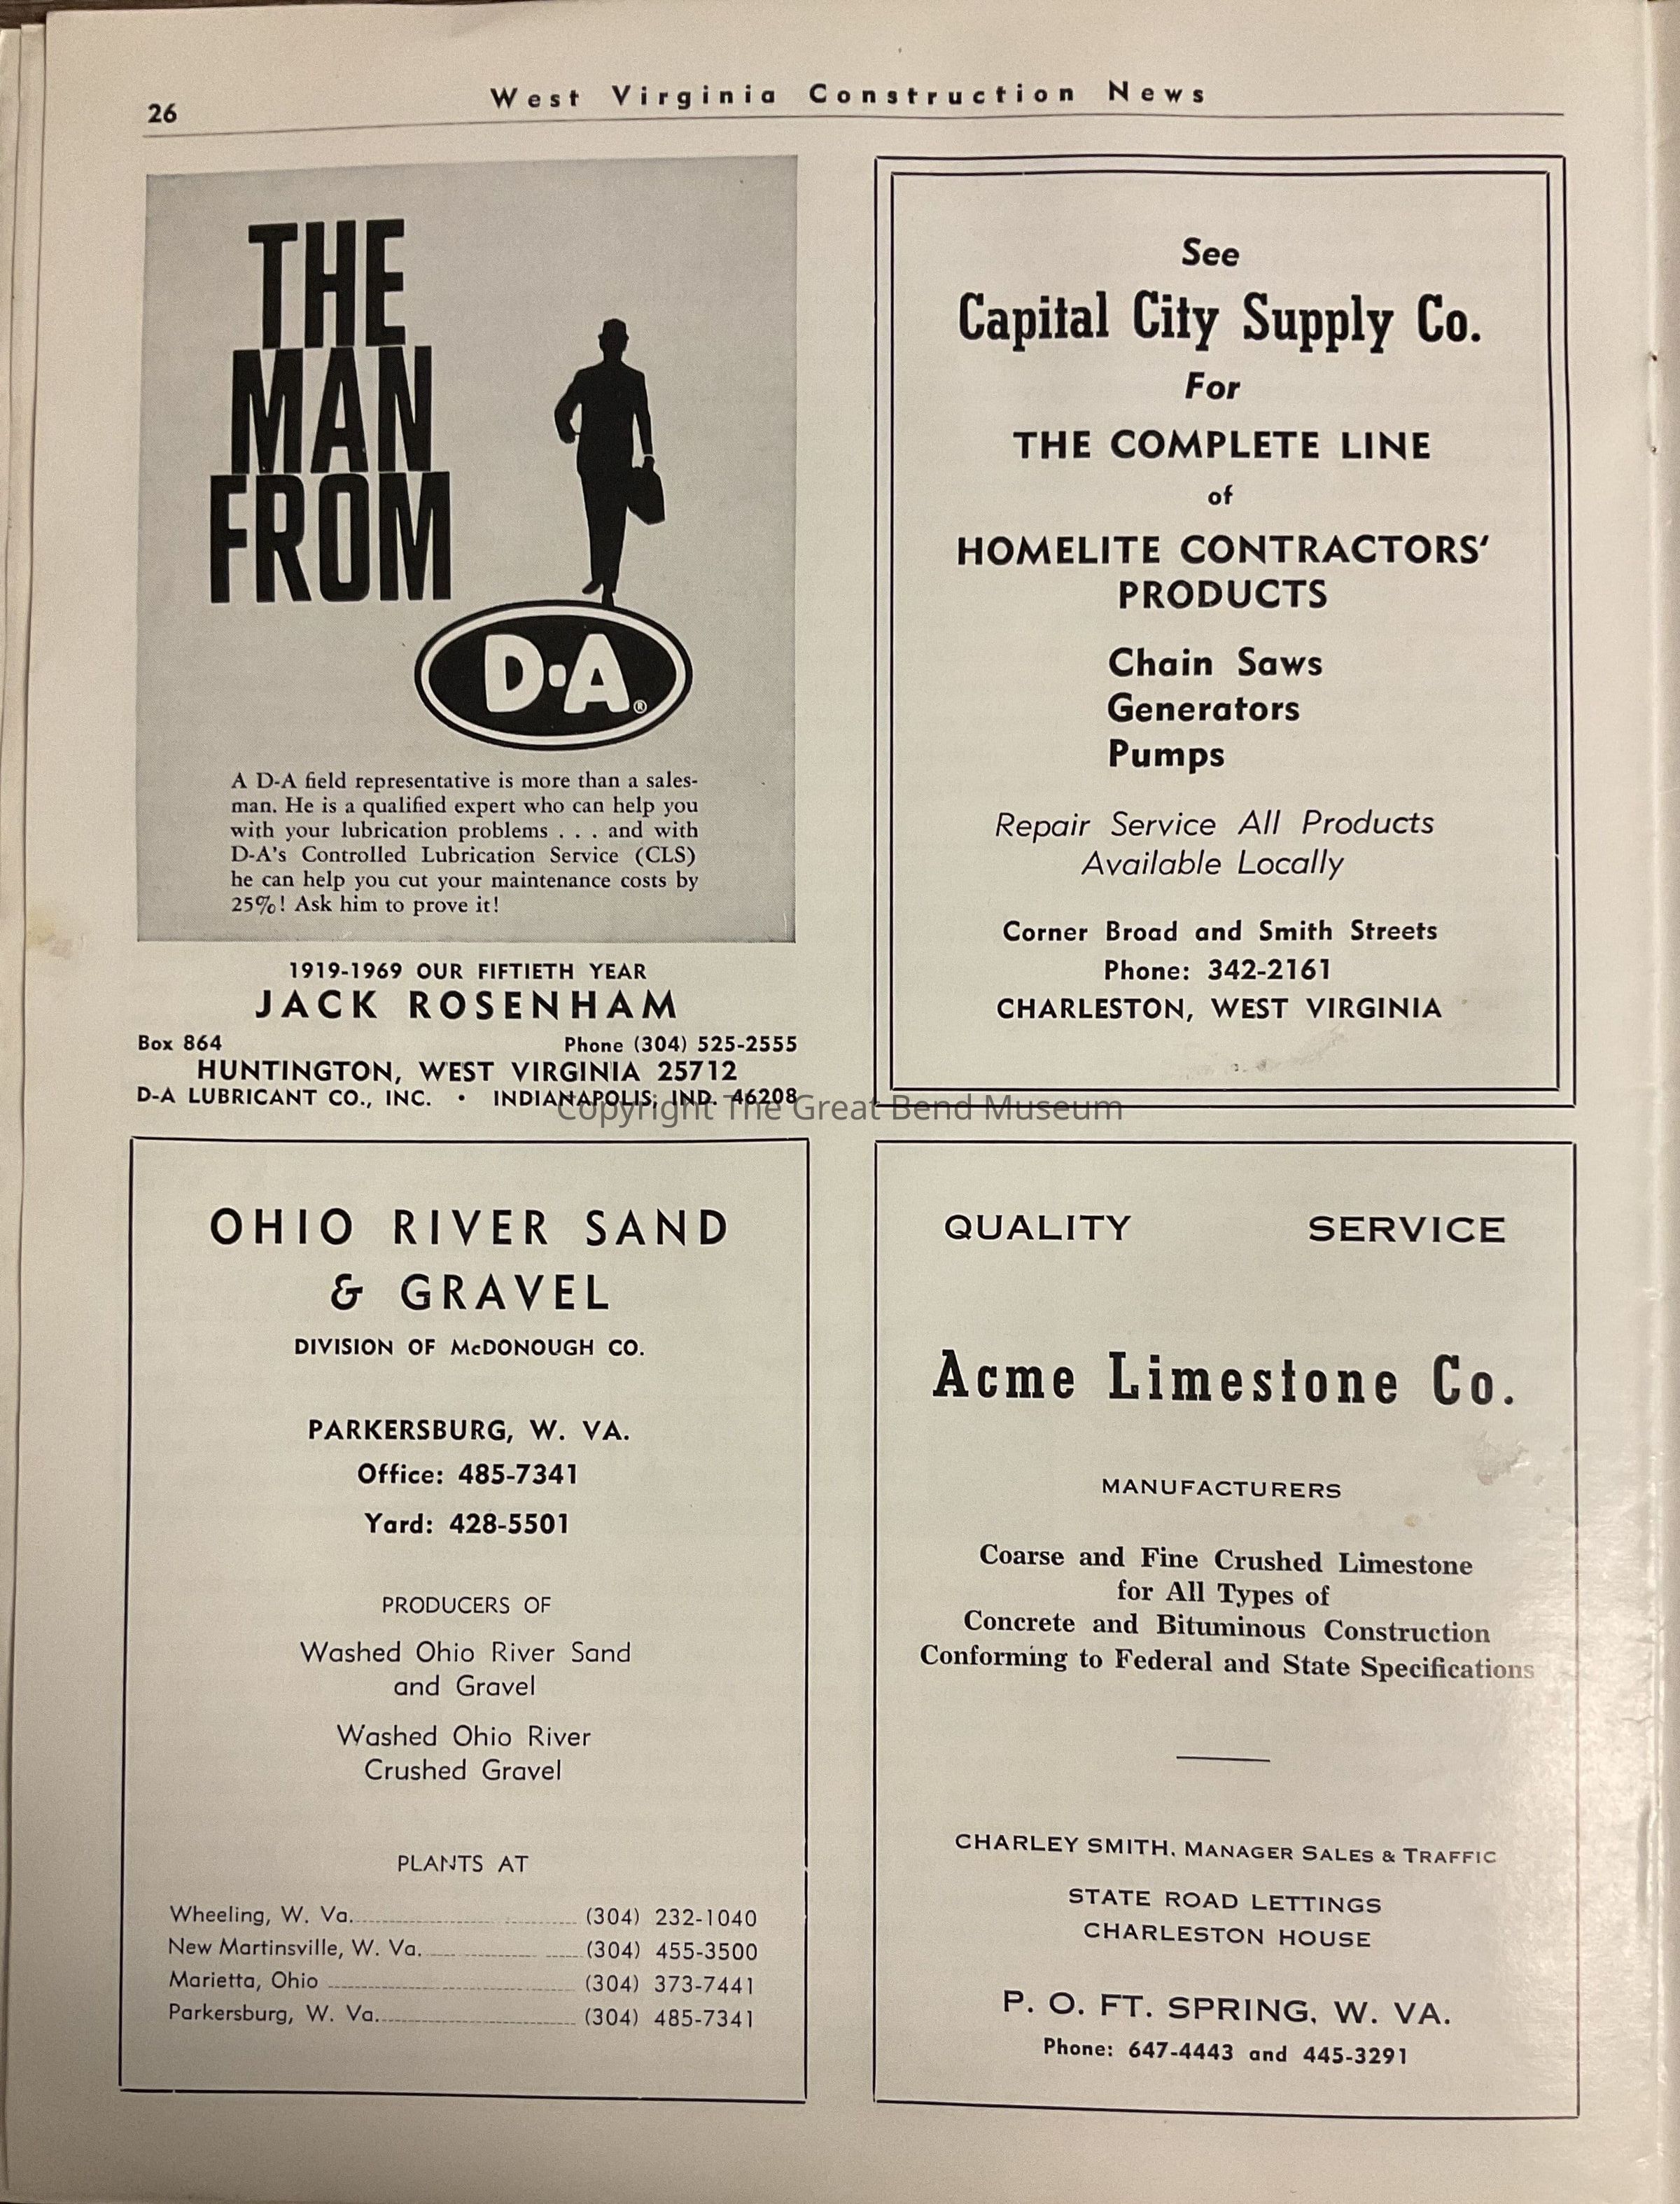 26
West Virginia Construction News
THE
MAN
FROM
D·A®
A D-A field representative is more than a sales-
man. He is a qualified expert who can help you
with your lubrication problems . . . and with
D-A's Controlled Lubrication Service (CLS)
he can help you cut your maintenance costs by
25%! Ask him to prove it!
1919-1969 OUR FIFTIETH YEAR
JACK ROSENHAM
Box 864 Phone (304) 525-2555
HUNTINGTON, WEST VIRGINIA 25712
D-A LUBRICANT CO., INC. • INDIANAPOLIS, IND. 46208
See
Capital City Supply Co.
For
THE COMPLETE LINE
of
HOMELITE CONTRACTORS'
PRODUCTS
Chain Saws
Generators
Pumps
Repair Service All Products
Available Locally
Corner Broad and Smith Streets
Phone: 342-2161
CHARLESTON, WEST VIRGINIA
Copyright The Great Bend Museum
OHIO RIVER SAND
& GRAVEL
DIVISION OF McDONOUGH CO.
PARKERSBURG, W. VA.
Office: 485-7341
Yard: 428-5501
PRODUCERS OF
Washed Ohio River Sand
and Gravel
Washed Ohio River
Crushed Gravel
PLANTS AT
Wheeling, W. Va. (304) 232-1040
New Martinsville, W. Va. (304) 455-3500
Marietta, Ohio (304) 373-7441
Parkersburg, W. Va. (304) 485-7341
QUALITY SERVICE
Acme Limestone Co.
MANUFACTURERS
Coarse and Fine Crushed Limestone
for All Types of
Concrete and Bituminous Construction
Conforming to Federal and State Specifications
CHARLEY SMITH, MANAGER SALES & TRAFFIC
STATE ROAD LETTINGS
CHARLESTON HOUSE
P. O. FT. SPRING, W. VA.
Phone: 647-4443 and 445-3291